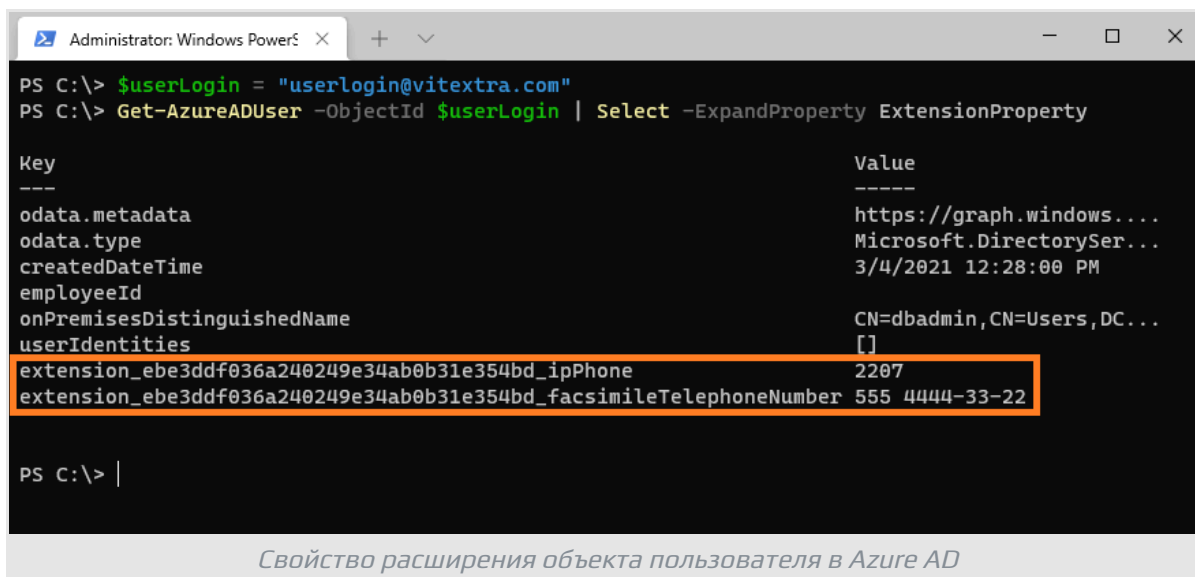 Administrator: Windows PowerS
PS C:\> $userLogin = "userlogin@vitextra.com"
PS C:\> Get-AzureADUser -ObjectId $userLogin | Select -ExpandProperty ExtensionProperty
Key Value
--- -----
odata.metadata https://graph.windows....
odata.type Microsoft.DirectorySer...
createdDateTime 3/4/2021 12:28:00 PM
employeeId
onPremisesDistinguishedName CN=dbadmin,CN=Users,DC...
userIdentities []
extension_ebe3ddf036a240249e34ab0b31e354bd_ipPhone 2207
extension_ebe3ddf036a240249e34ab0b31e354bd_facsimileTelephoneNumber 555 4444-33-22
PS C:\>
Свойство расширения объекта пользователя в Azure AD